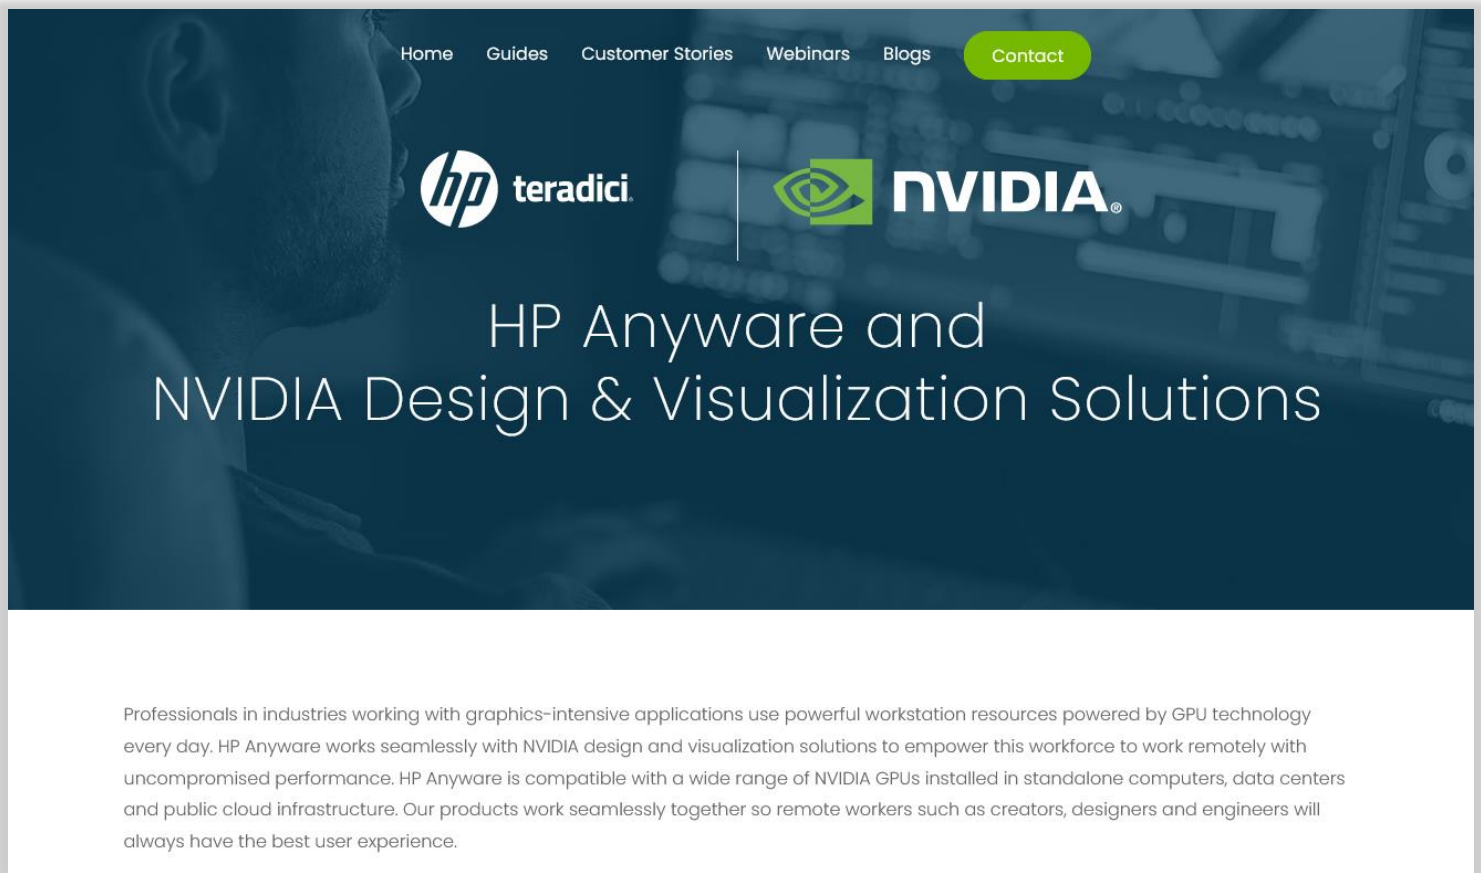 Home Guides Customer Stories Webinars Blogs Contact
hp teradici. NVIDIA®
HP Anyware and
NVIDIA Design & Visualization Solutions
Professionals in industries working with graphics-intensive applications use powerful workstation resources powered by GPU technology
every day. HP Anyware works seamlessly with NVIDIA design and visualization solutions to empower this workforce to work remotely with
uncompromised performance. HP Anyware is compatible with a wide range of NVIDIA GPUs installed in standalone computers, data centers
and public cloud infrastructure. Our products work seamlessly together so remote workers such as creators, designers and engineers will
always have the best user experience.